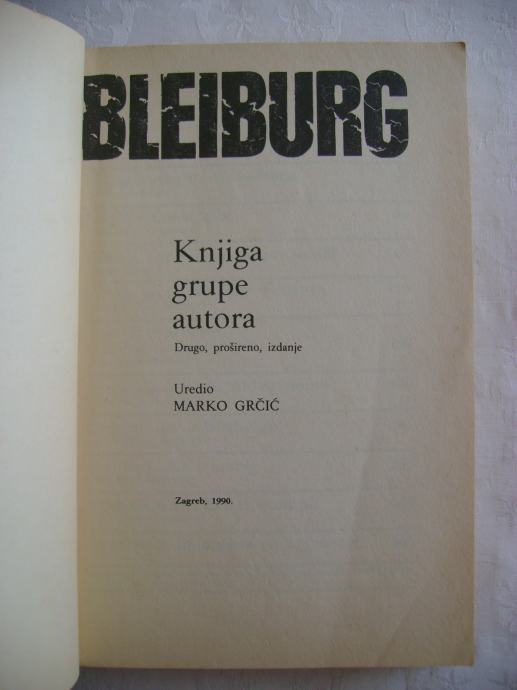 BLEIBURG
Knjiga
grupe
autora
Drugo, prošireno, izdanje
Uredio
MARKO GRČIĆ
Zagreb, 1990.